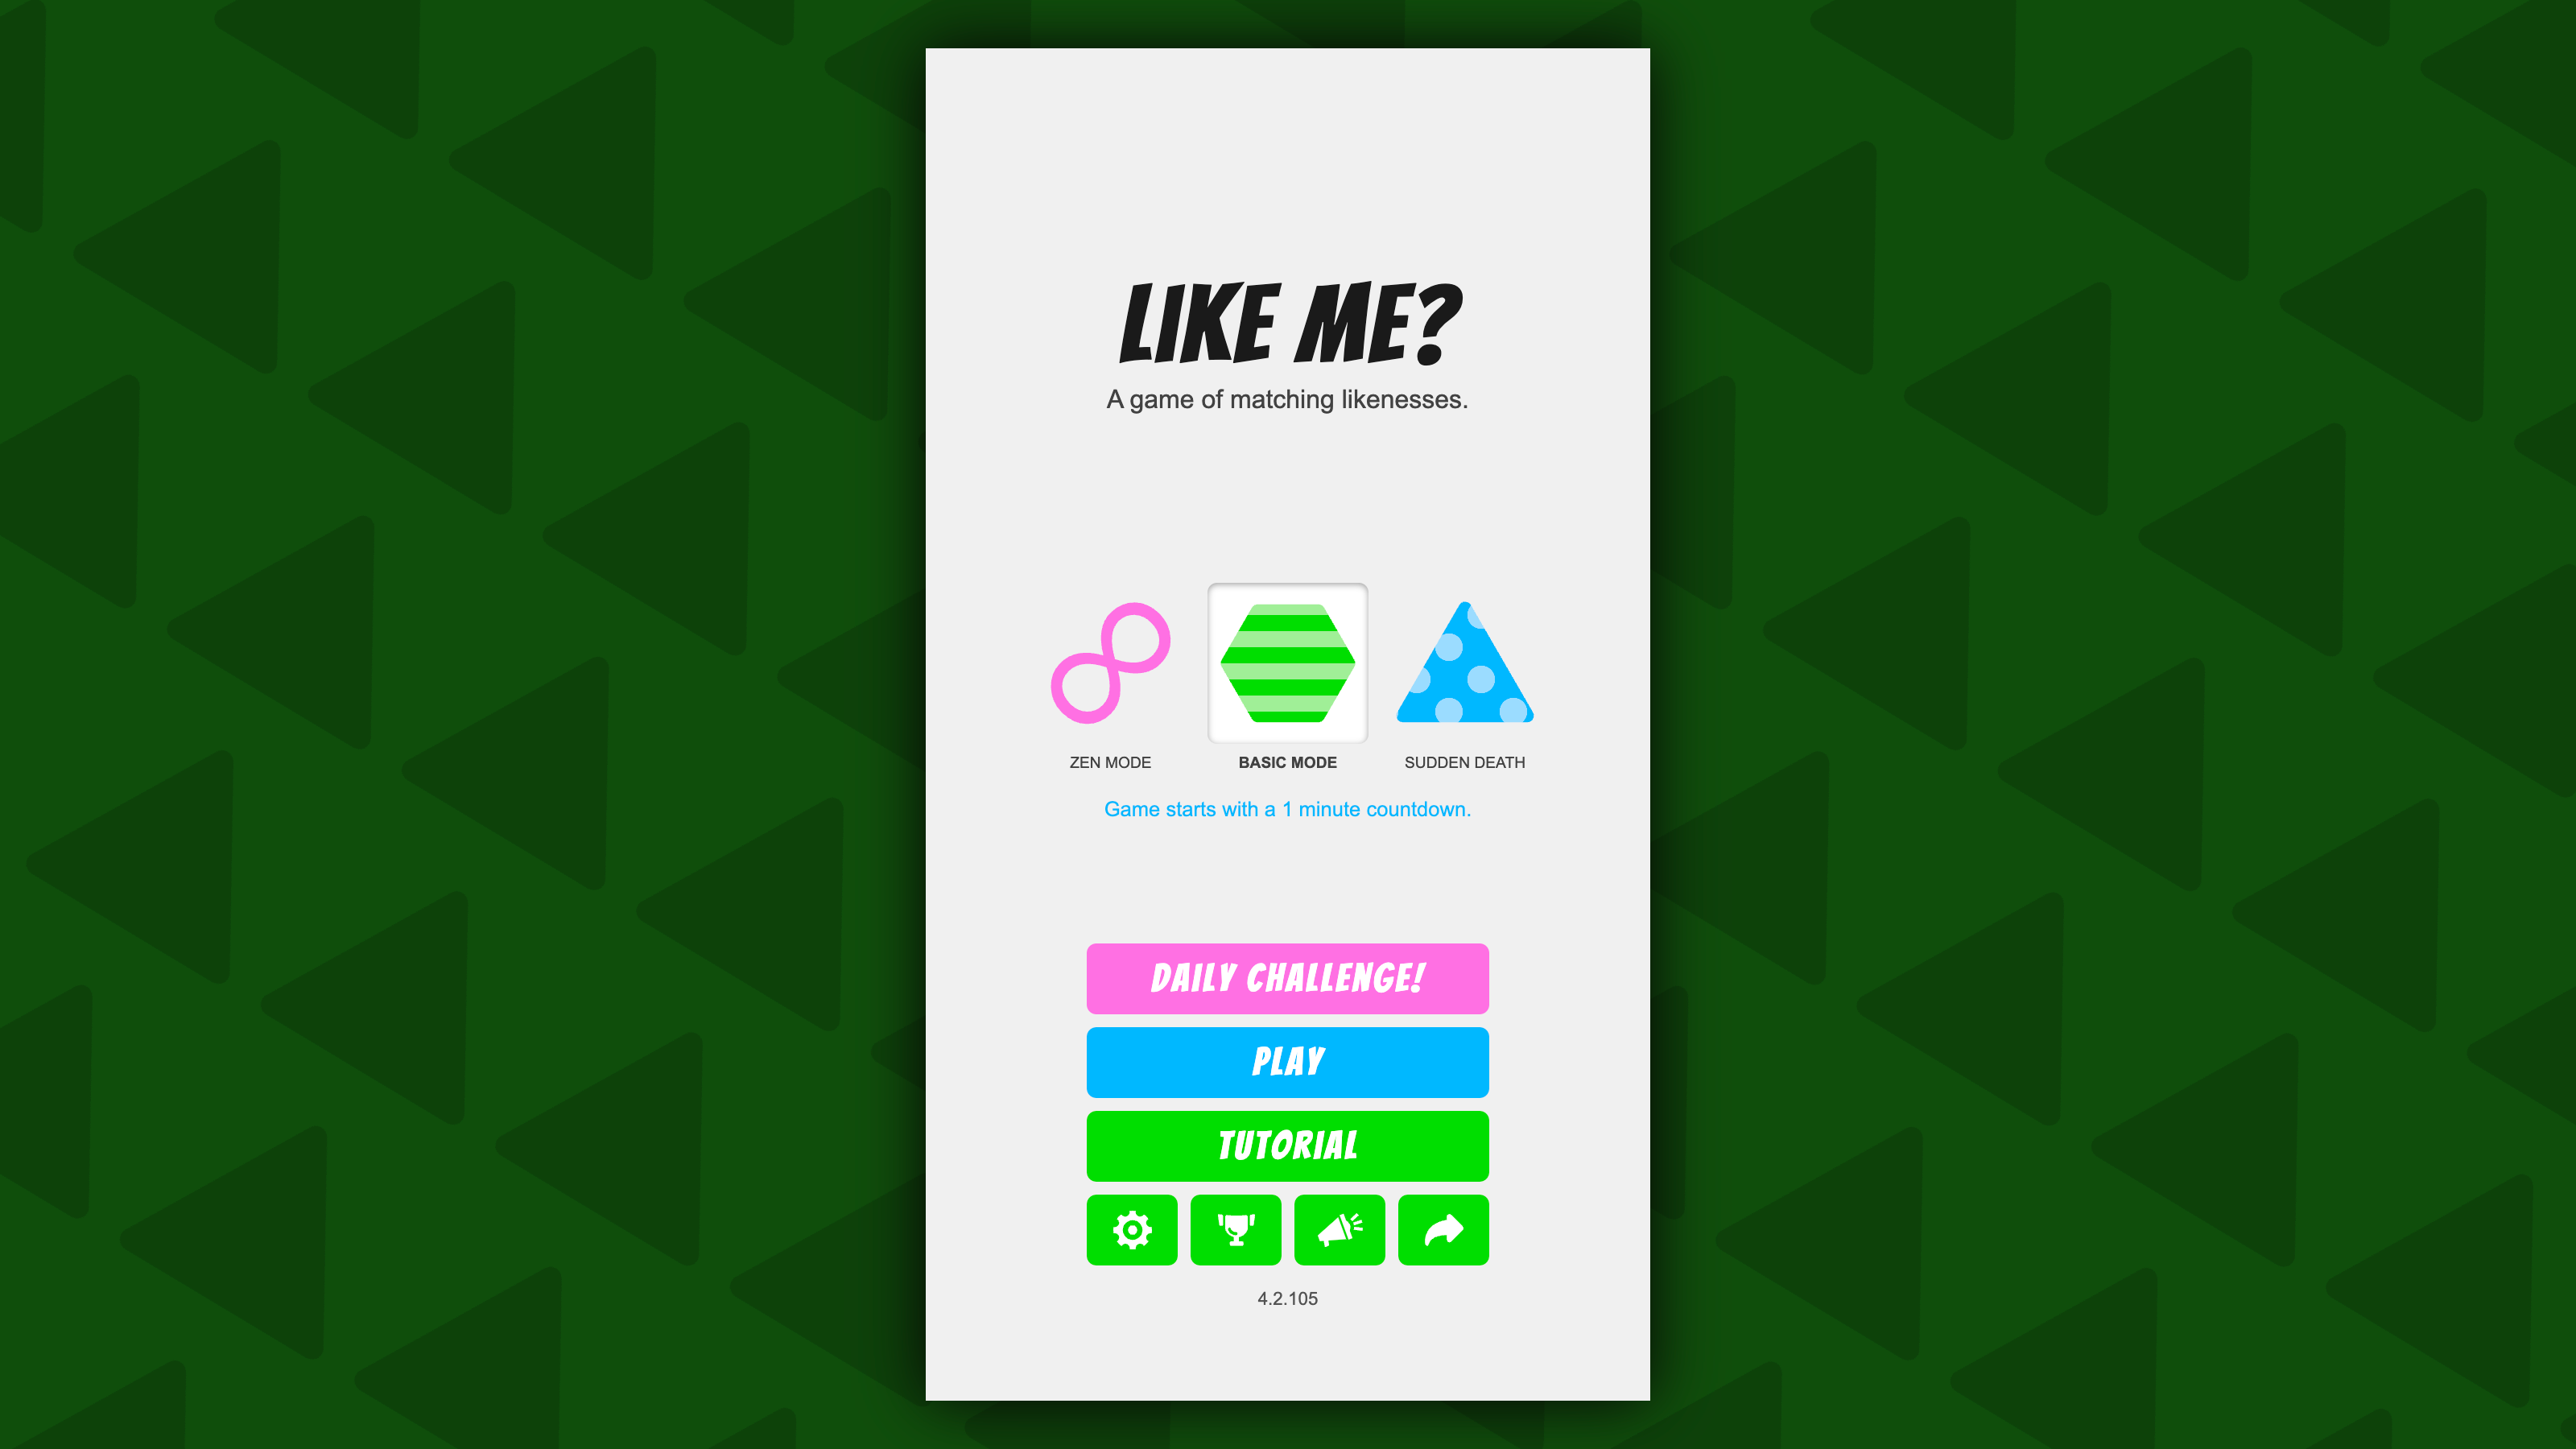 LIKE ME?
A game of matching likenesses.
ZEN MODE
BASIC MODE
SUDDEN DEATH
Game starts with a 1 minute countdown.
DAILY CHALLENGE!
PLAY
TUTORIAL
4.2.105